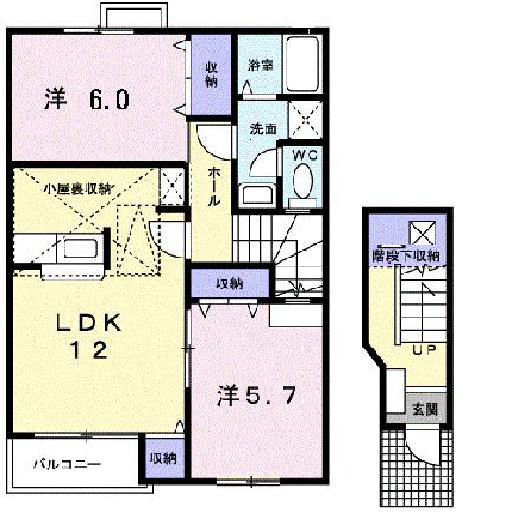 洋 6.0
収納
浴室
洗面
WC
ホール
小屋裏収納
収納
LDK
12
洋5.7
バルコニー
収納
階段下収納
UP
玄関